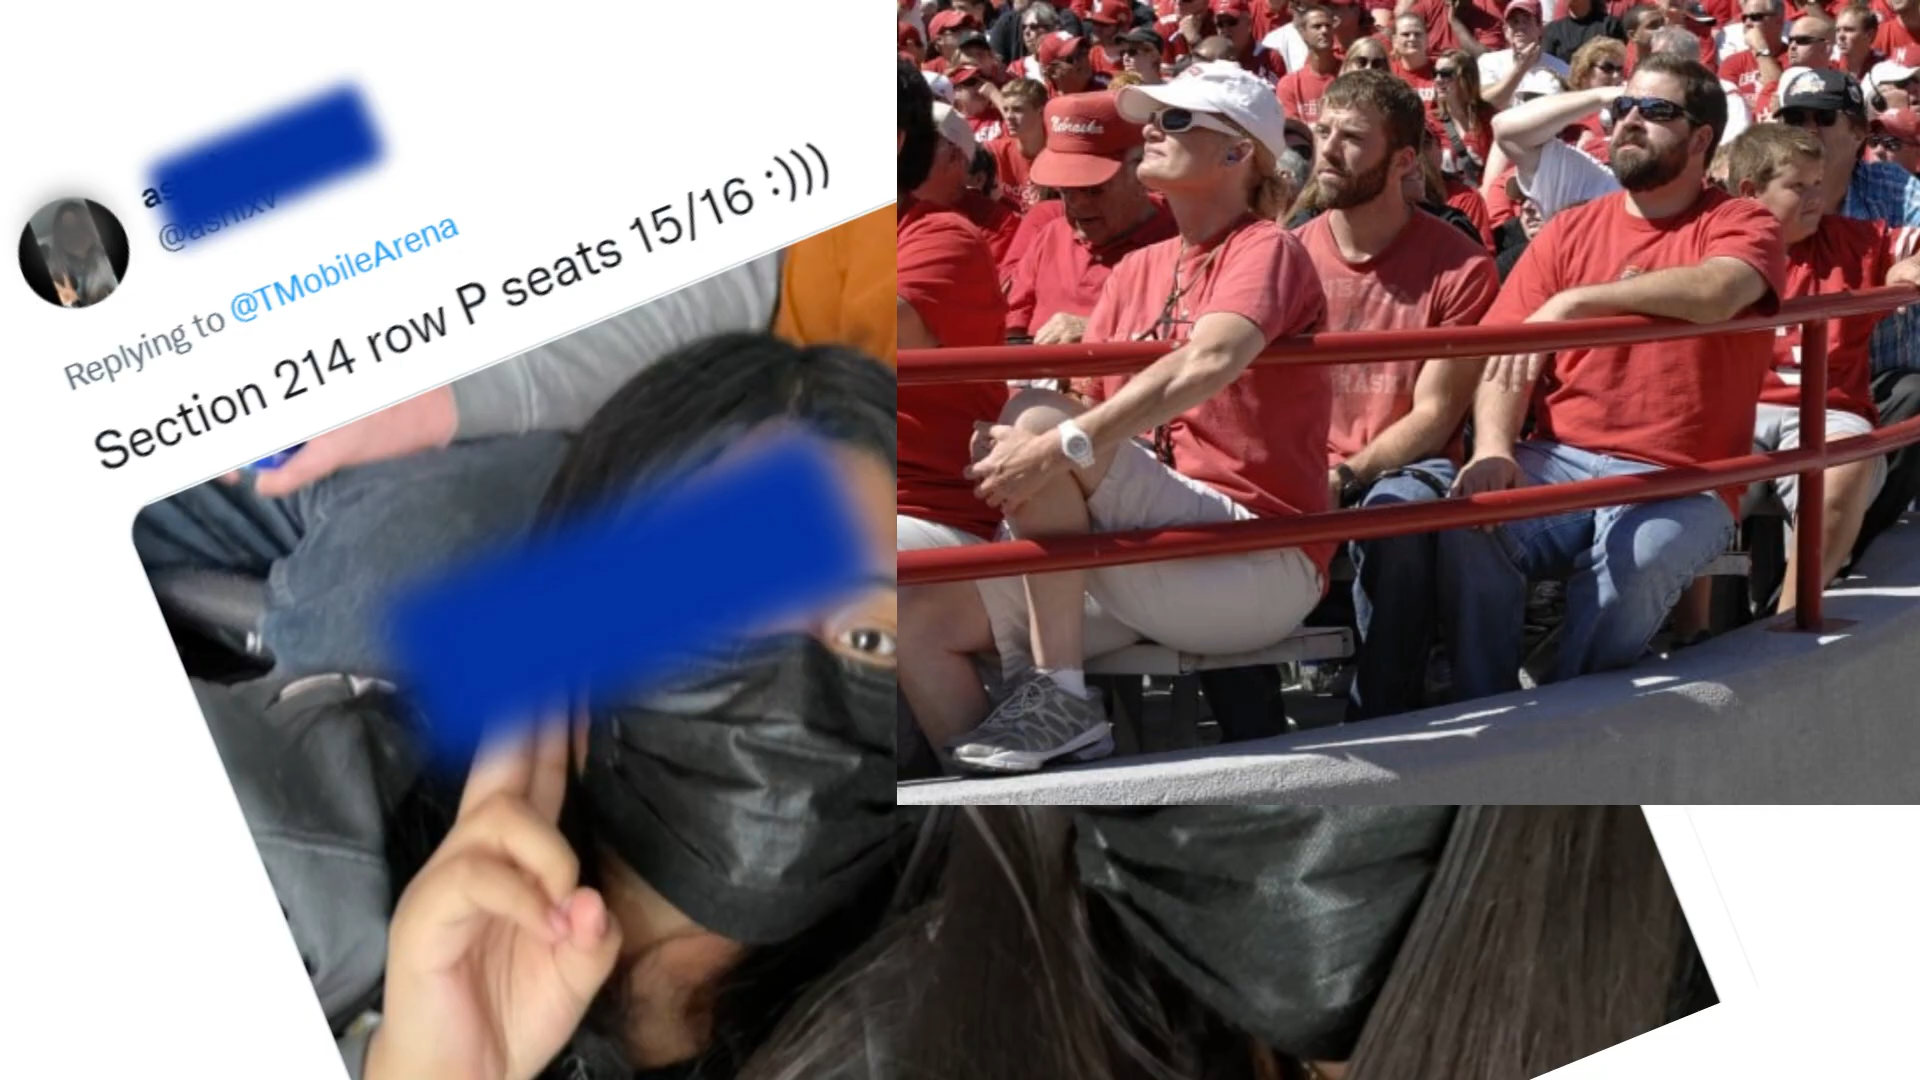 Replying to @TMobileArena
Section 214 row P seats 15/16 :)))
Nebraska